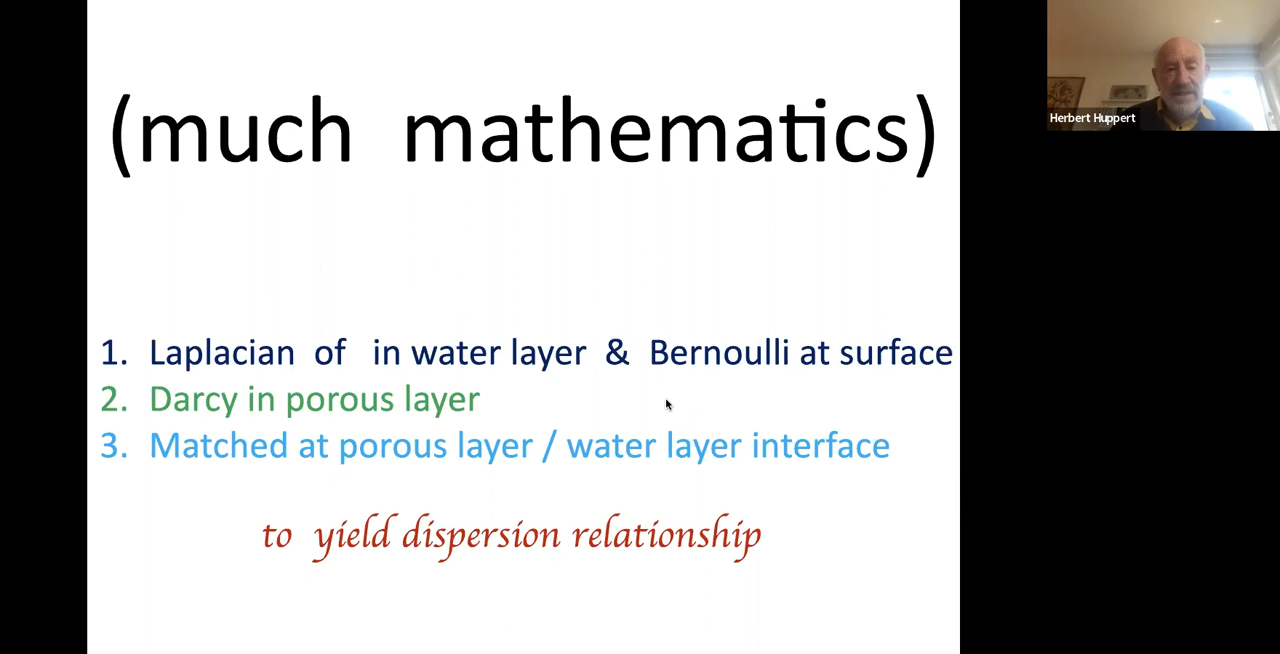 (much mathematics)
Herbert Huppert
1. Laplacian of in water layer & Bernoulli at surface
2. Darcy in porous layer
3. Matched at porous layer / water layer interface
to yield dispersion relationship